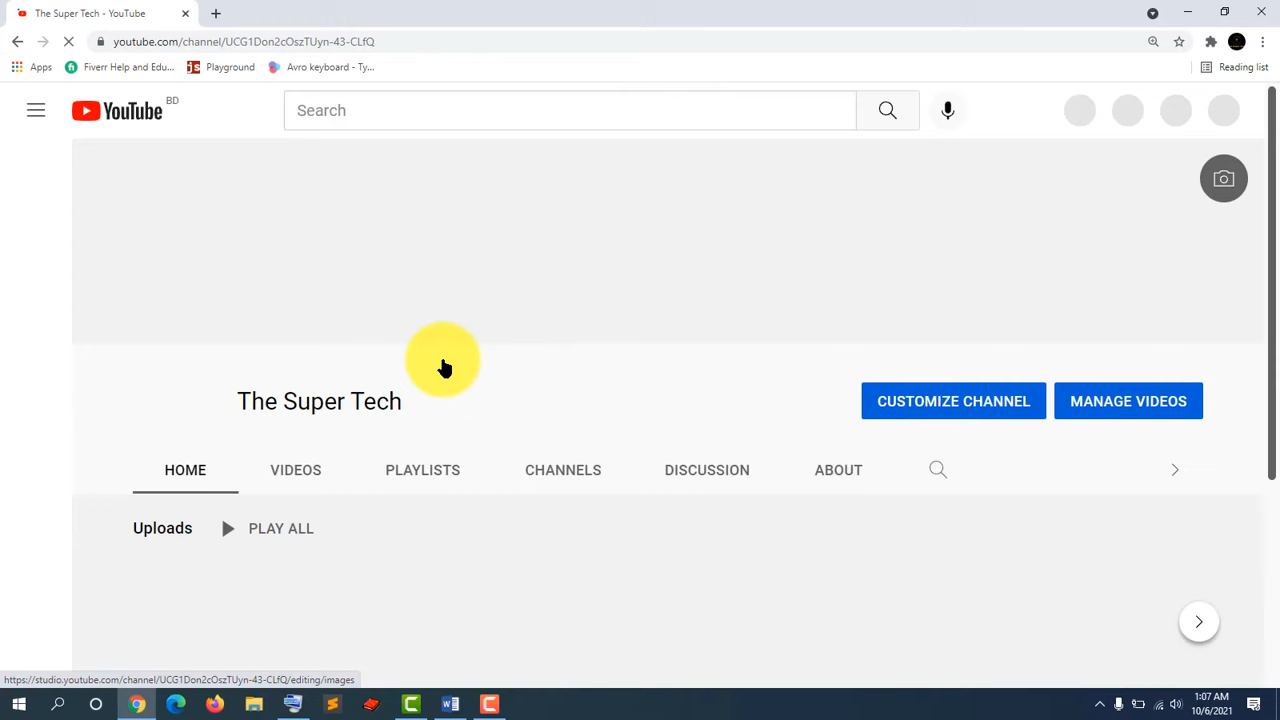 The Super Tech - YouTube
youtube.com/channel/UCG1Don2cOszTUyn-43-CLfQ
Apps
Fiverr Help and Edu...
js
Playground
Avro keyboard - Ty...
Reading list
YouTube BD
Search
The Super Tech
CUSTOMIZE CHANNEL
MANAGE VIDEOS
HOME
VIDEOS
PLAYLISTS
CHANNELS
DISCUSSION
ABOUT
Uploads
PLAY ALL
https://studio.youtube.com/channel/UCG1Don2cOszTUyn-43-CLfQ/editing/images
1:07 AM
10/6/2021